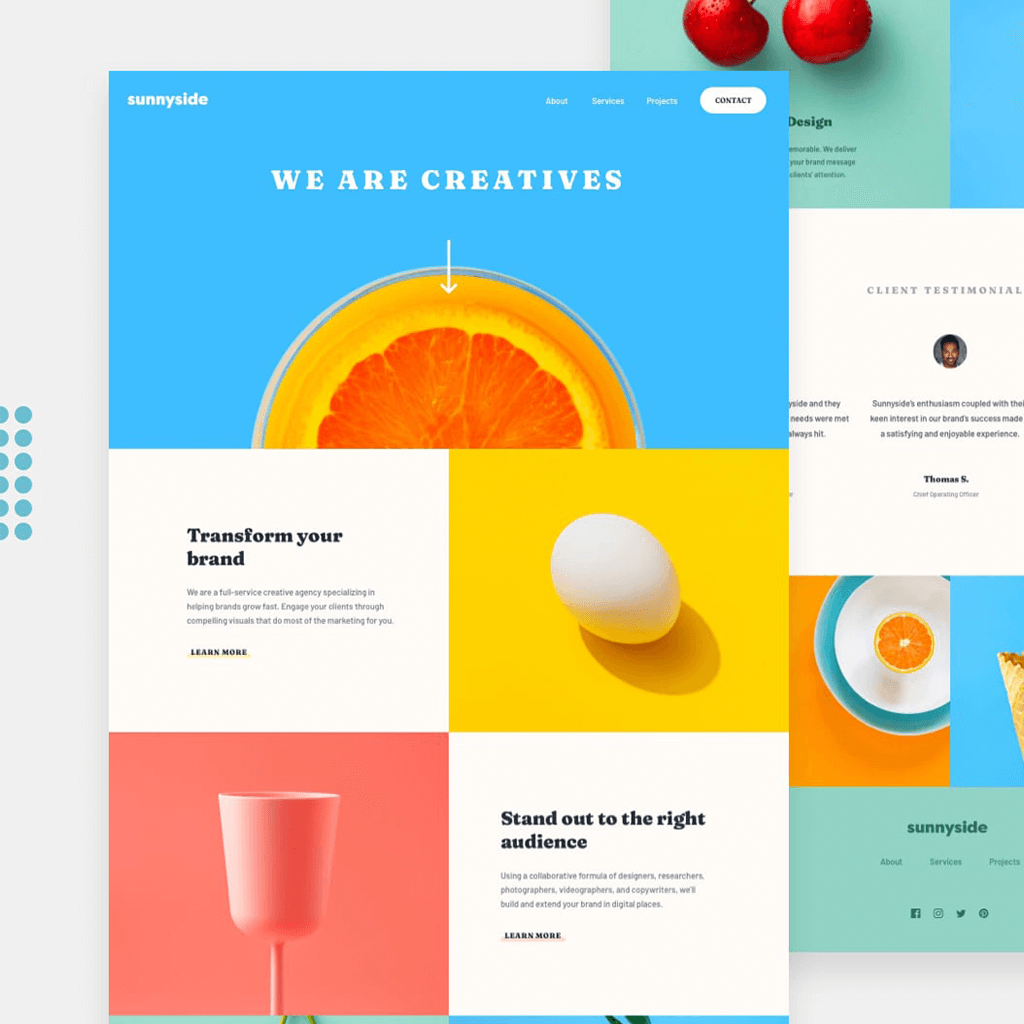 sunnyside
About Services Projects CONTACT
WE ARE CREATIVES
Transform your
brand
We are a full-service creative agency specializing in
helping brands grow fast. Engage your clients through
compelling visuals that do most of the marketing for you.
LEARN MORE
Stand out to the right
audience
Using a collaborative formula of designers, researchers,
photographers, videographers, and copywriters, we'll
build and extend your brand in digital places.
LEARN MORE
Design
emorable. We deliver
your brand message
clients' attention.
CLIENT TESTIMONIAL
yside and they
needs were met
always hit.
Sunnyside's enthusiasm coupled with thei
keen interest in our brand's success made
a satisfying and enjoyable experience.
Thomas S.
Chief Operating Officer
sunnyside
About Services Projects